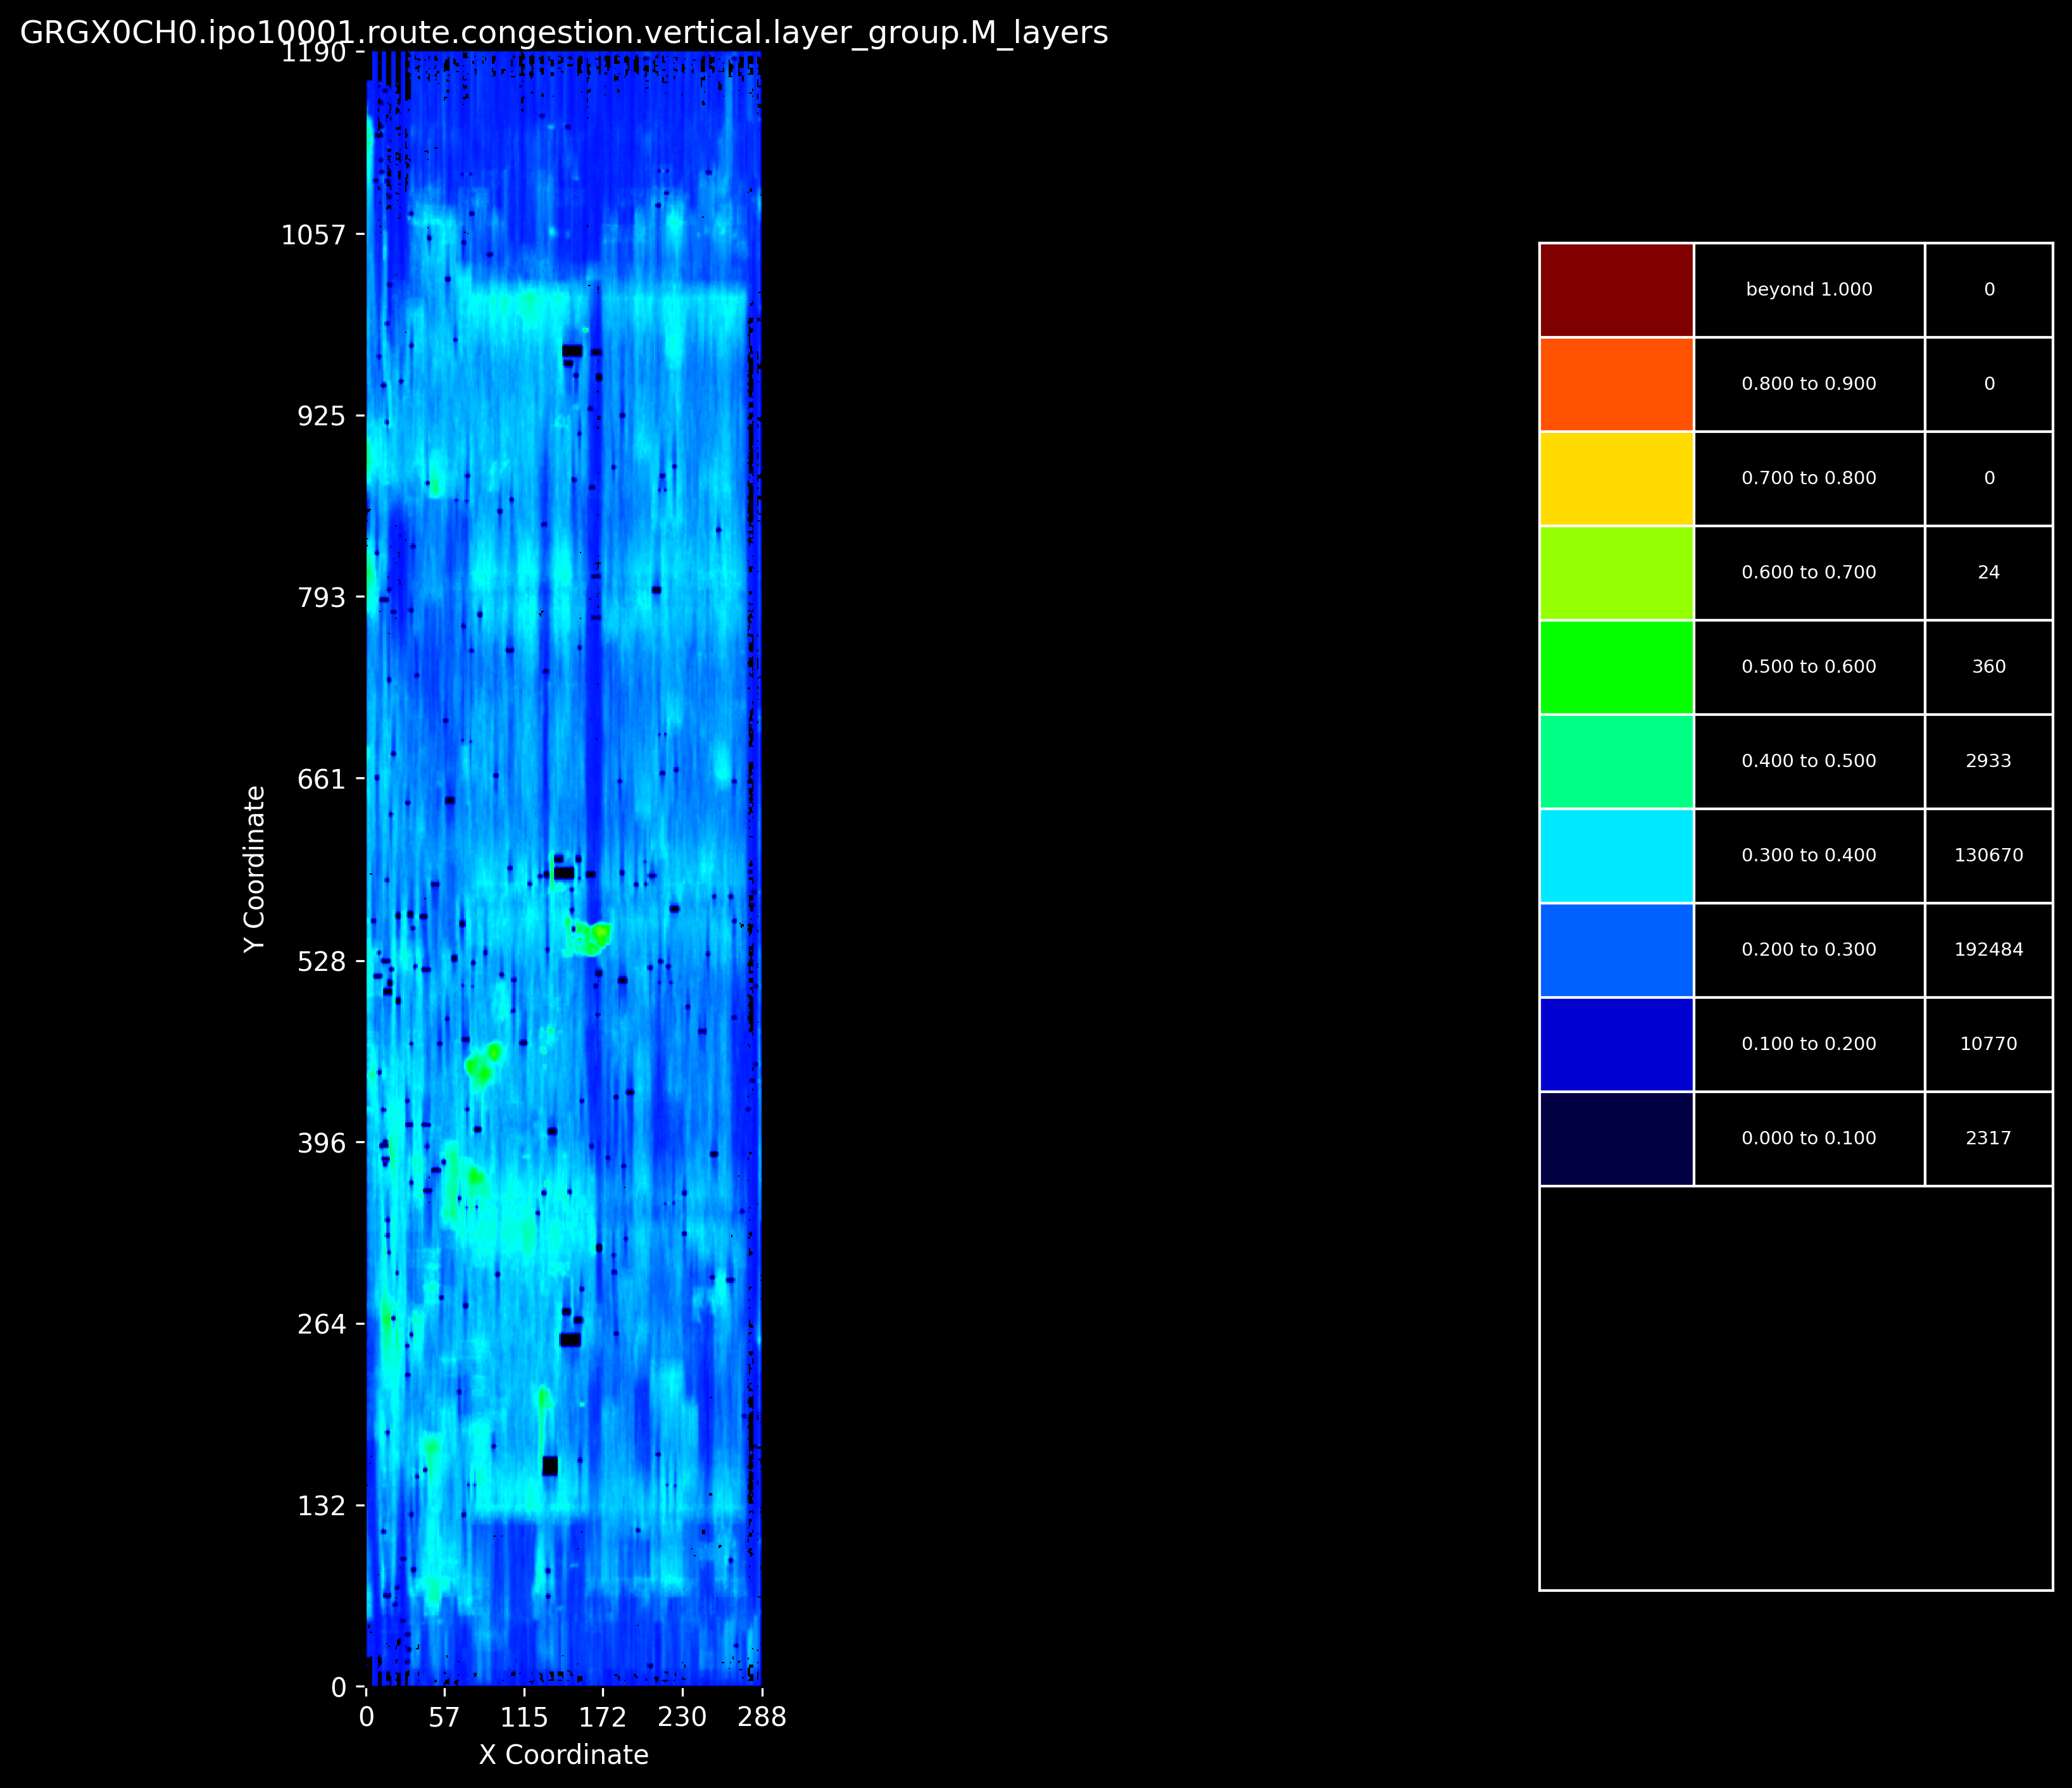 GRGX0CH0.ipo10001.route.congestion.vertical.layer_group.M_layers
1190
1057
925
793
661
528
396
264
132
0
Y Coordinate
0 57 115 172 230 288
X Coordinate
beyond 1.000 0
0.800 to 0.900 0
0.700 to 0.800 0
0.600 to 0.700 24
0.500 to 0.600 360
0.400 to 0.500 2933
0.300 to 0.400 130670
0.200 to 0.300 192484
0.100 to 0.200 10770
0.000 to 0.100 2317